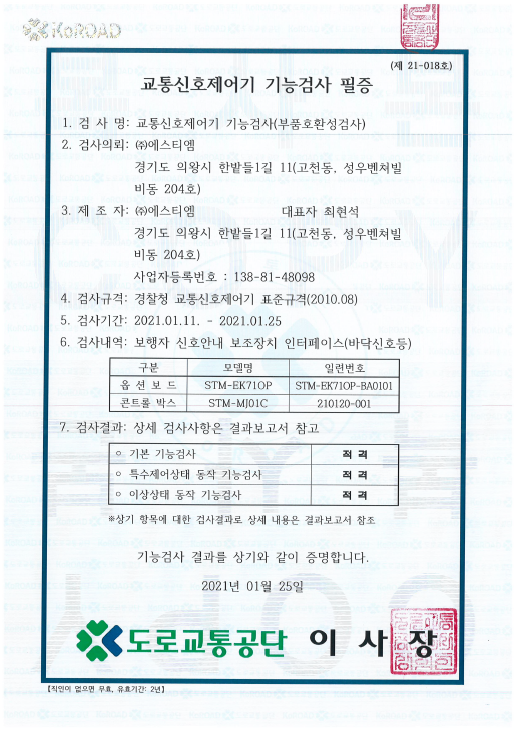 KoROAD
(제 21-018호)
교통신호제어기 기능검사 필증
1. 검 사 명: 교통신호제어기 기능검사(부품호환성검사)
2. 검사의뢰: ㈜에스티엠
경기도 의왕시 한밭들1길 11(고천동, 성우벤쳐빌
비동 204호)
3. 제 조 자: ㈜에스티엠 대표자 최현석
경기도 의왕시 한밭들1길 11(고천동, 성우벤쳐빌
비동 204호)
사업자등록번호 : 138-81-48098
4. 검사규격: 경찰청 교통신호제어기 표준규격(2010.08)
5. 검사기간: 2021.01.11. - 2021.01.25
6. 검사내역: 보행자 신호안내 보조장치 인터페이스(바닥신호등)
구분 모델명 일련번호
옵 션 보 드 STM-EK71OP STM-EK71OP-BA0101
콘트롤 박스 STM-MJ01C 210120-001
7. 검사결과: 상세 검사사항은 결과보고서 참고
○ 기본 기능검사 적 격
○ 특수제어상태 동작 기능검사 적 격
○ 이상상태 동작 기능검사 적 격
※상기 항목에 대한 검사결과로 상세 내용은 결과보고서 참조
기능검사 결과를 상기와 같이 증명합니다.
2021년 01월 25일
도로교통공단 이 사 장
【직인이 없으면 무효, 유효기간: 2년】